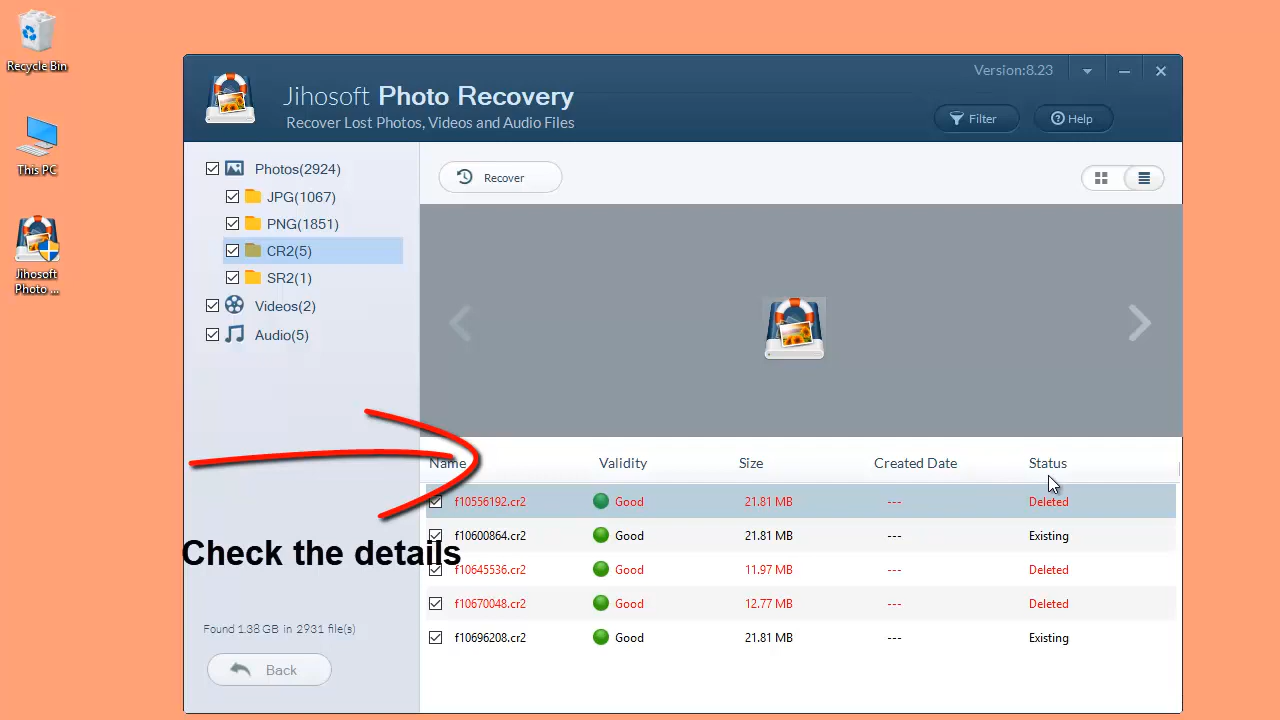 Recycle Bin
This PC
Jihosoft
Photo ...
Version:8.23
Jihosoft Photo Recovery
Recover Lost Photos, Videos and Audio Files
Filter
Help
Photos(2924)
JPG(1067)
PNG(1851)
CR2(5)
SR2(1)
Videos(2)
Audio(5)
Recover
Name Validity Size Created Date Status
f10556192.cr2 Good 21.81 MB --- Deleted
f10600864.cr2 Good 21.81 MB --- Existing
f10645536.cr2 Good 11.97 MB --- Deleted
f10670048.cr2 Good 12.77 MB --- Deleted
f10696208.cr2 Good 21.81 MB --- Existing
Check the details
Found 1.38 GB in 2931 file(s)
Back